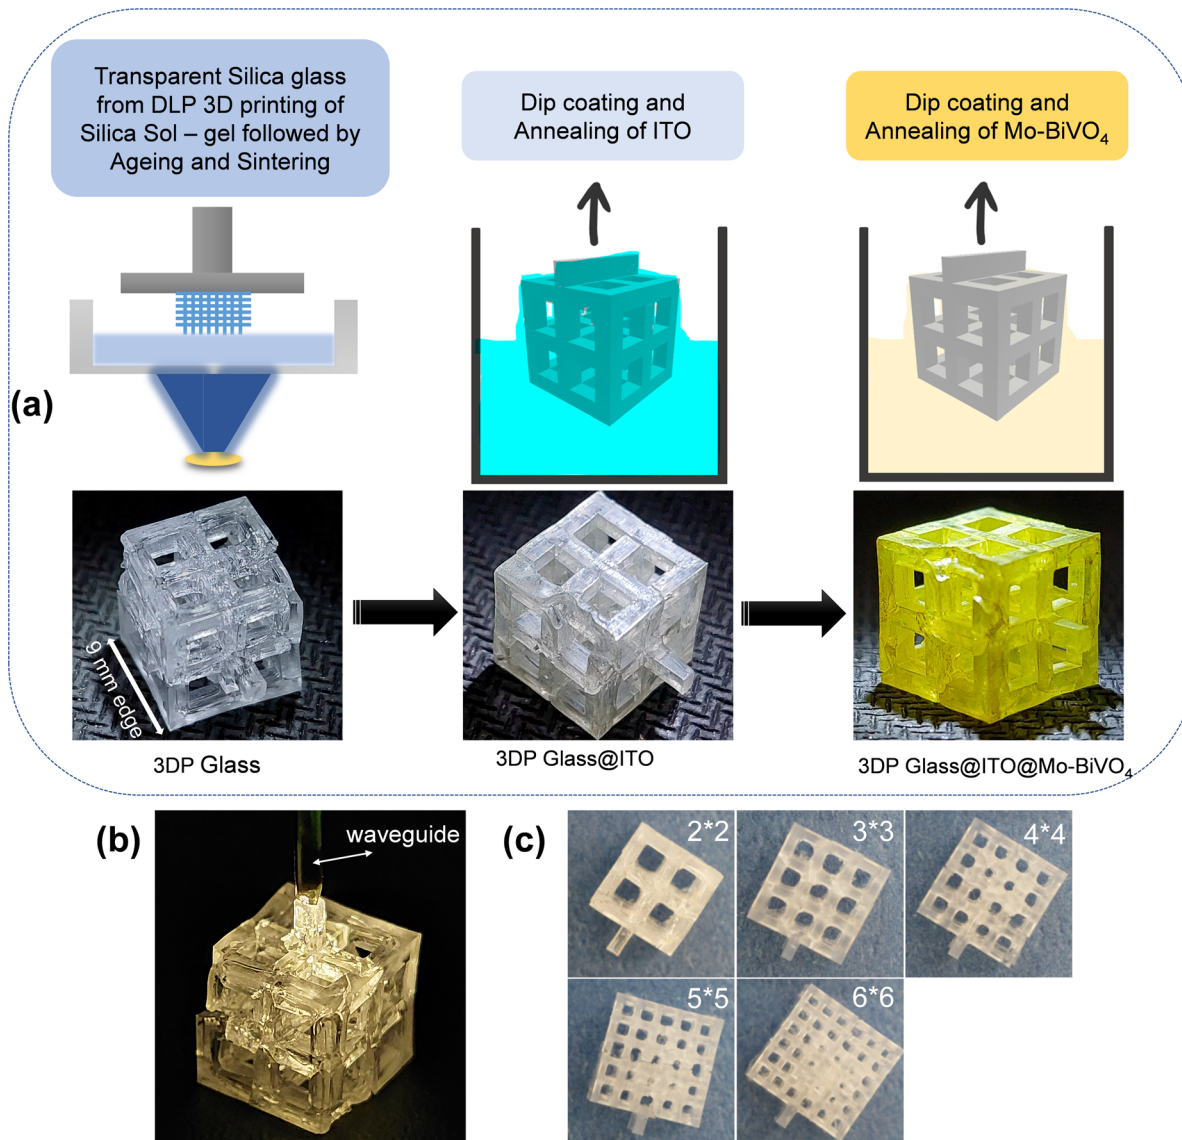 Transparent Silica glass
from DLP 3D printing of
Silica Sol – gel followed by
Ageing and Sintering
Dip coating and
Annealing of ITO
Dip coating and
Annealing of Mo-BiVO₄
(a)
9 mm edge
3DP Glass
3DP Glass@ITO
3DP Glass@ITO@Mo-BiVO₄
(b)
waveguide
(c)
2*2
3*3
4*4
5*5
6*6